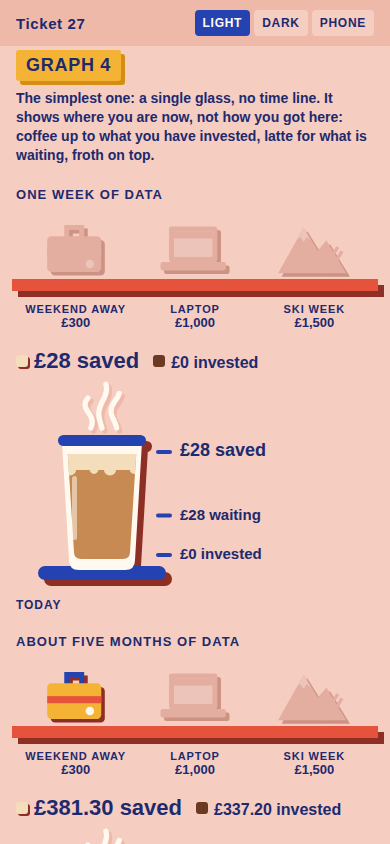 Ticket 27
LIGHT DARK PHONE
GRAPH 4
The simplest one: a single glass, no time line. It
shows where you are now, not how you got here:
coffee up to what you have invested, latte for what is
waiting, froth on top.
ONE WEEK OF DATA
WEEKEND AWAY LAPTOP SKI WEEK
£300 £1,000 £1,500
£28 saved £0 invested
£28 saved
£28 waiting
£0 invested
TODAY
ABOUT FIVE MONTHS OF DATA
WEEKEND AWAY LAPTOP SKI WEEK
£300 £1,000 £1,500
£381.30 saved £337.20 invested